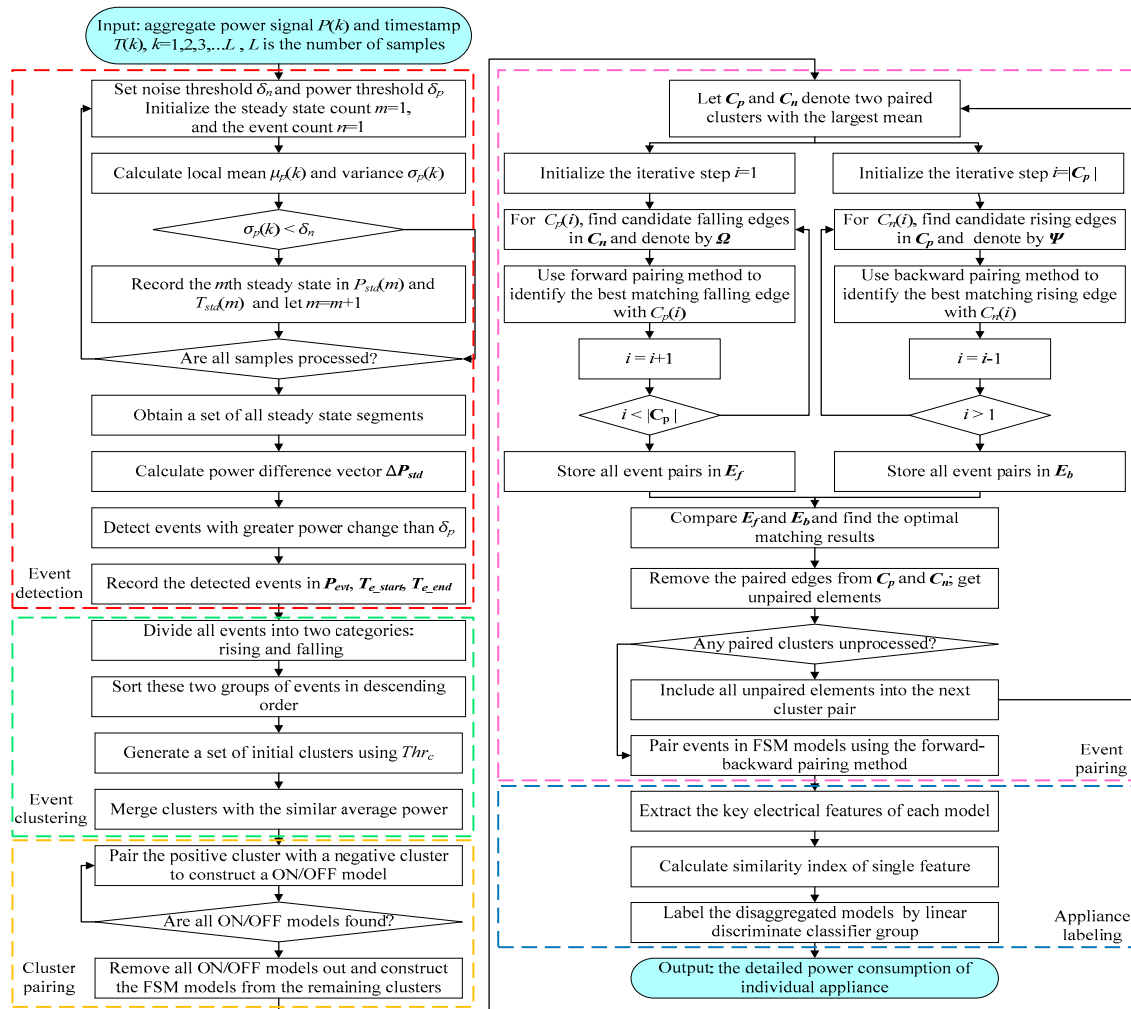 Input: aggregate power signal P(k) and timestamp
T(k), k=1,2,3,...L , L is the number of samples
Set noise threshold δn and power threshold δp
Initialize the steady state count m=1,
and the event count n=1
Calculate local mean μp(k) and variance σp(k)
σp(k) < δn
Record the mth steady state in Pstd(m) and
Tstd(m) and let m=m+1
Are all samples processed?
Obtain a set of all steady state segments
Calculate power difference vector ΔPstd
Detect events with greater power change than δp
Record the detected events in Pevt, Te_start, Te_end
Event
detection
Divide all events into two categories:
rising and falling
Sort these two groups of events in descending
order
Generate a set of initial clusters using Thrc
Merge clusters with the similar average power
Event
clustering
Pair the positive cluster with a negative cluster
to construct a ON/OFF model
Are all ON/OFF models found?
Remove all ON/OFF models out and construct
the FSM models from the remaining clusters
Cluster
pairing
Let Cp and Cn denote two paired
clusters with the largest mean
Initialize the iterative step i=1
For Cp(i), find candidate falling edges
in Cn and denote by Ω
Use forward pairing method to
identify the best matching falling edge
with Cp(i)
i = i+1
i < |Cp |
Store all event pairs in Ef
Initialize the iterative step i=|Cp |
For Cn(i), find candidate rising edges
in Cp and denote by Ψ
Use backward pairing method to
identify the best matching rising edge
with Cn(i)
i = i-1
i > 1
Store all event pairs in Eb
Compare Ef and Eb and find the optimal
matching results
Remove the paired edges from Cp and Cn; get
unpaired elements
Any paired clusters unprocessed?
Include all unpaired elements into the next
cluster pair
Pair events in FSM models using the forward-
backward pairing method
Event
pairing
Extract the key electrical features of each model
Calculate similarity index of single feature
Label the disaggregated models by linear
discriminate classifier group
Appliance
labeling
Output: the detailed power consumption of
individual appliance